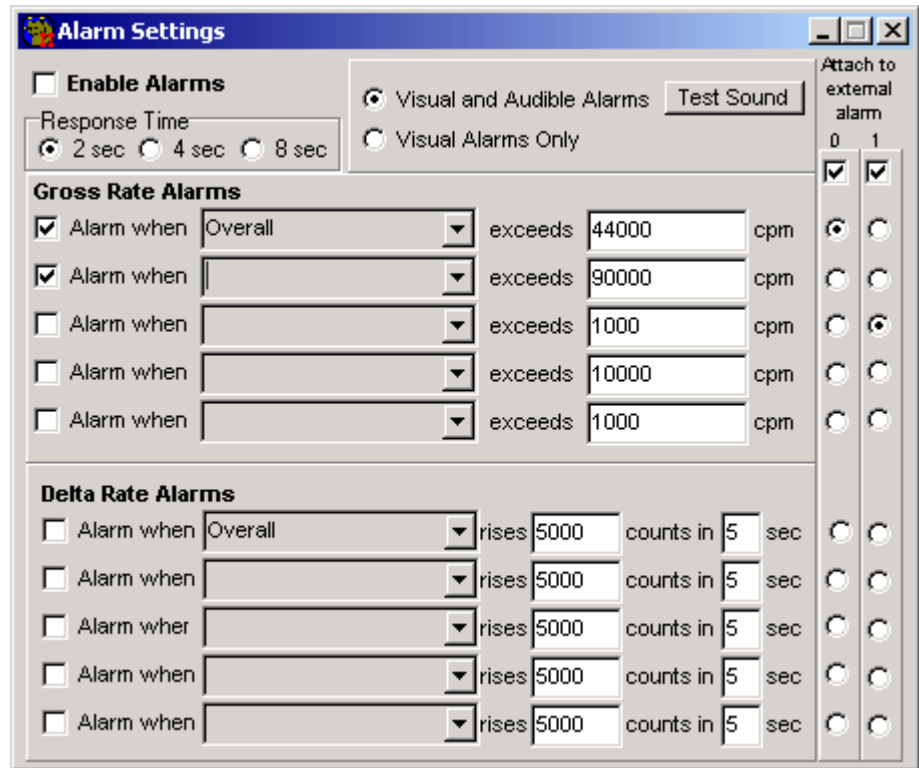 Alarm Settings
Enable Alarms
Response Time
2 sec 4 sec 8 sec
Visual and Audible Alarms Test Sound
Visual Alarms Only
Attach to
external
alarm
0 1
Gross Rate Alarms
Alarm when Overall exceeds 44000 cpm
Alarm when exceeds 90000 cpm
Alarm when exceeds 1000 cpm
Alarm when exceeds 10000 cpm
Alarm when exceeds 1000 cpm
Delta Rate Alarms
Alarm when Overall rises 5000 counts in 5 sec
Alarm when rises 5000 counts in 5 sec
Alarm wher rises 5000 counts in 5 sec
Alarm when rises 5000 counts in 5 sec
Alarm when rises 5000 counts in 5 sec